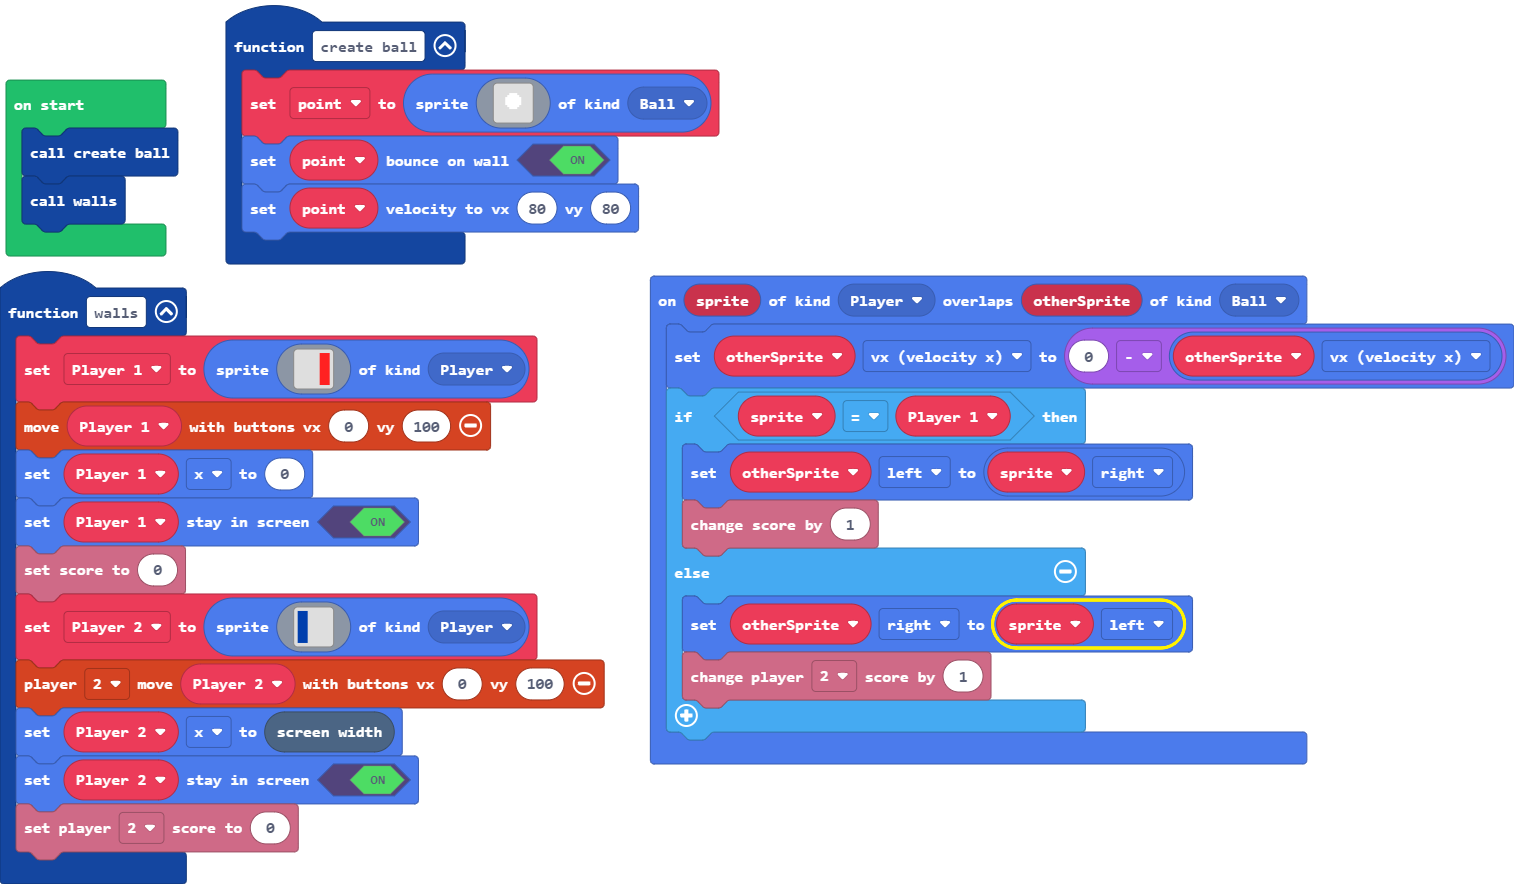 function create ball
set point to sprite of kind Ball
set point bounce on wall ON
set point velocity to vx 80 vy 80
on start
call create ball
call walls
function walls
set Player 1 to sprite of kind Player
move Player 1 with buttons vx 0 vy 100
set Player 1 x to 0
set Player 1 stay in screen ON
set score to 0
set Player 2 to sprite of kind Player
player 2 move Player 2 with buttons vx 0 vy 100
set Player 2 x to screen width
set Player 2 stay in screen ON
set player 2 score to 0
on sprite of kind Player overlaps otherSprite of kind Ball
set otherSprite vx (velocity x) to 0 - otherSprite vx (velocity x)
if sprite = Player 1 then
set otherSprite left to sprite right
change score by 1
else
set otherSprite right to sprite left
change player 2 score by 1